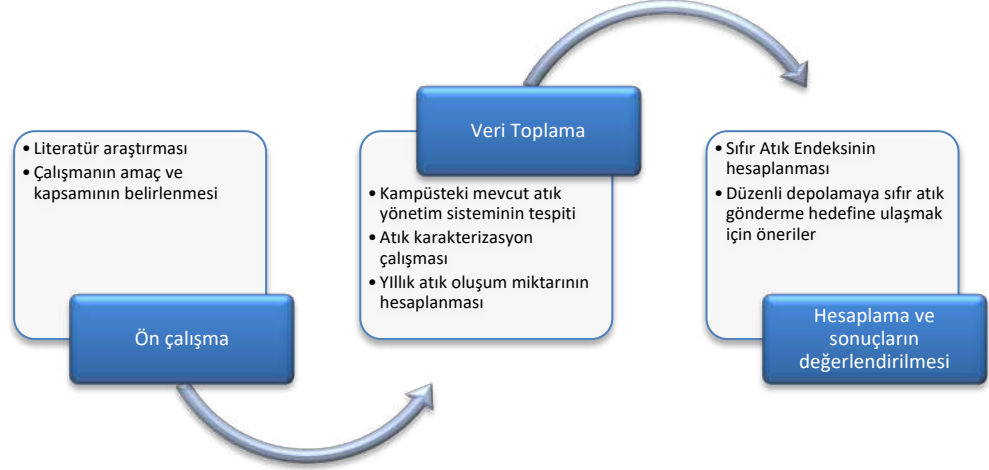 • Literatür araştırması
• Çalışmanın amaç ve
kapsamının belirlenmesi
Ön çalışma
Veri Toplama
• Kampüsteki mevcut atık
yönetim sisteminin tespiti
• Atık karakterizasyon
çalışması
• YIllık atık oluşum miktarının
hesaplanması
• Sıfır Atık Endeksinin
hesaplanması
• Düzenli depolamaya sıfır atık
gönderme hedefine ulaşmak
için öneriler
Hesaplama ve
sonuçların
değerlendirilmesi